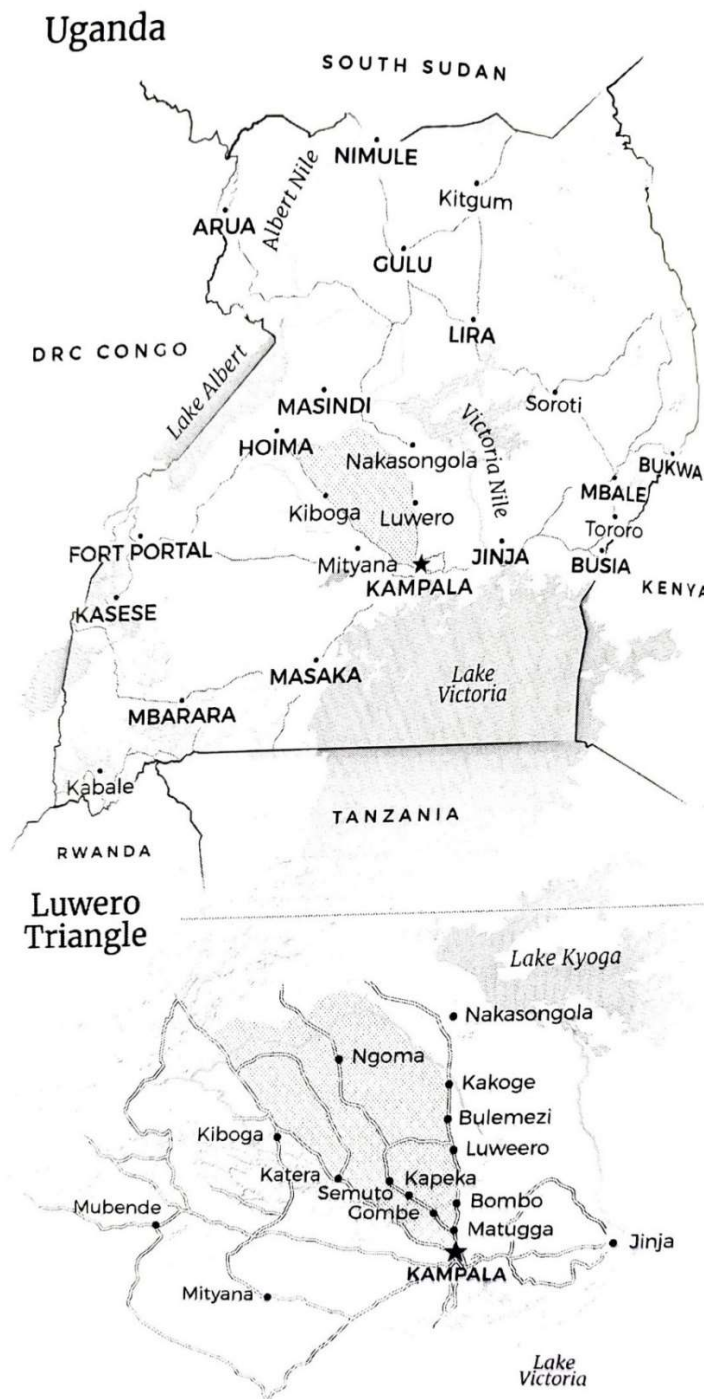 Uganda
SOUTH SUDAN
NIMULE
Albert Nile
Kitgum
ARUA
GULU
LIRA
DRC CONGO
Lake Albert
MASINDI
Soroti
Victoria Nile
HOIMA
Nakasongola
BUKWA
MBALE
Kiboga
Luwero
Tororo
FORT PORTAL
Mityana
JINJA
BUSIA
KAMPALA
KENYA
KASESE
MASAKA
Lake
Victoria
MBARARA
Kabale
TANZANIA
RWANDA
Luwero
Triangle
Lake Kyoga
Nakasongola
Ngoma
Kakoge
Bulemezi
Kiboga
Luweero
Katera
Kapeka
Semuto
Bombo
Gombe
Mubende
Matugga
Jinja
KAMPALA
Mityana
Lake
Victoria